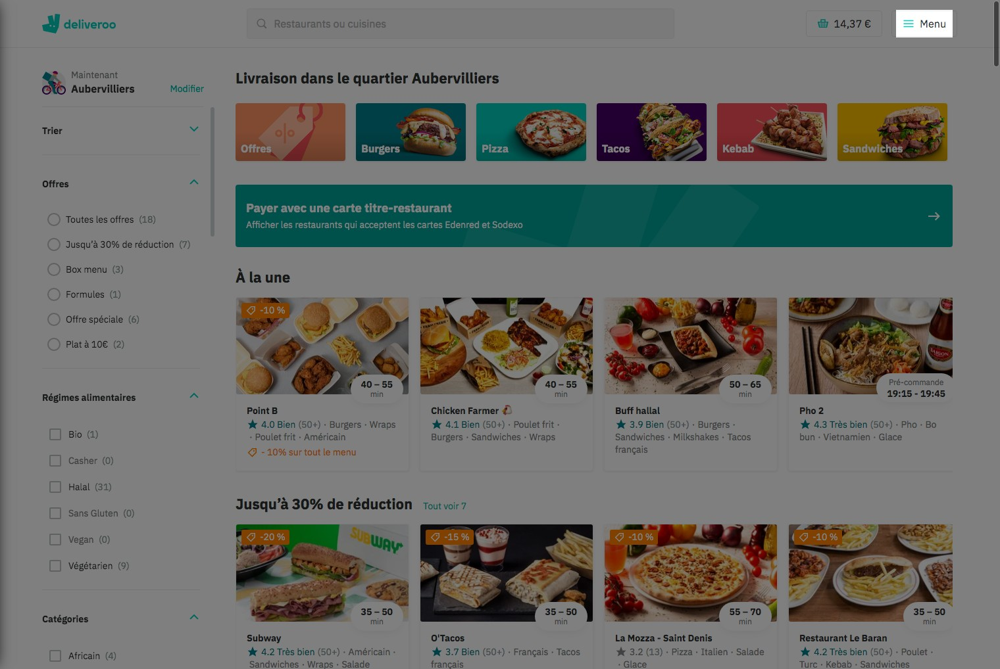 deliveroo
Restaurants ou cuisines
14,37 €
Menu
Maintenant
Aubervilliers
Modifier
Trier
Offres
Toutes les offres (18)
Jusqu’à 30% de réduction (7)
Box menu (3)
Formules (1)
Offre spéciale (6)
Plat à 10€ (2)
Régimes alimentaires
Bio (1)
Casher (0)
Halal (31)
Sans Gluten (0)
Vegan (0)
Végétarien (9)
Catégories
Africain (4)
Livraison dans le quartier Aubervilliers
Offres
Burgers
Pizza
Tacos
Kebab
Sandwiches
Payer avec une carte titre-restaurant
Afficher les restaurants qui acceptent les cartes Edenred et Sodexo
À la une
-10 %
40 – 55
min
Point B
4.0 Bien (50+) · Burgers · Wraps
· Poulet frit · Américain
- 10% sur tout le menu
FARM FRESH
FARM FRESH
40 – 55
min
Chicken Farmer
4.1 Bien (50+) · Poulet frit ·
Burgers · Sandwiches · Wraps
50 – 65
min
Buff hallal
3.9 Bien (50+) · Burgers ·
Sandwiches · Milkshakes · Tacos
français
SAIGON
Pré-commande
19:15 - 19:45
Pho 2
4.3 Très bien (50+) · Pho · Bo
bun · Vietnamien · Glace
Jusqu’à 30% de réduction
Tout voir 7
-20 %
SUBWAY
35 – 50
min
Subway
4.2 Très bien (50+) · Américain ·
Sandwiches · Wraps · Salade
-15 %
35 – 50
min
O'Tacos
3.7 Bien (50+) · Français · Tacos
français
-10 %
55 – 70
min
La Mozza - Saint Denis
3.2 (13) · Pizza · Italien · Salade
· Glace
-10 %
35 – 50
min
Restaurant Le Baran
4.2 Très bien (50+) · Poulet ·
Turc · Kebab · Sandwiches